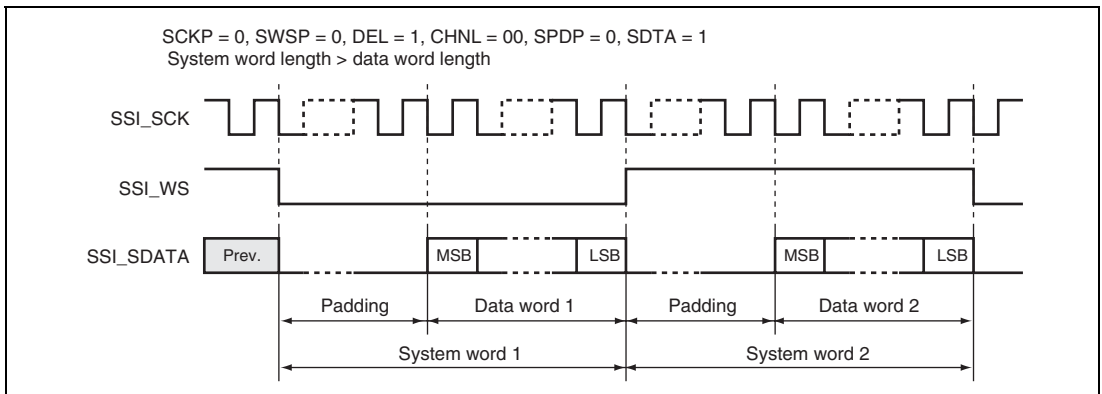 SCKP = 0, SWSP = 0, DEL = 1, CHNL = 00, SPDP = 0, SDTA = 1
System word length > data word length
SSI_SCK
SSI_WS
SSI_SDATA
Prev.
MSB
LSB
MSB
LSB
Padding
Data word 1
Padding
Data word 2
System word 1
System word 2